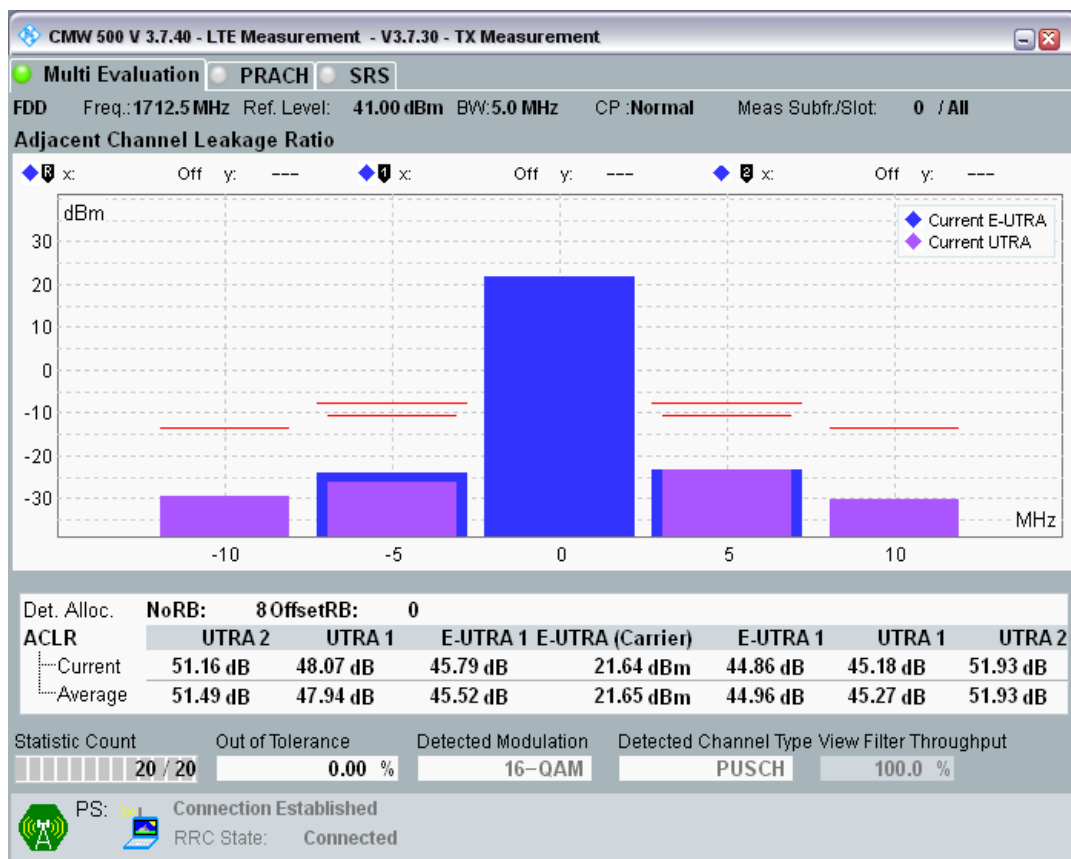 CMW 500 V 3.7.40 - LTE Measurement - V3.7.30 - TX Measurement
Multi Evaluation PRACH SRS
FDD Freq.: 1712.5 MHz Ref. Level: 41.00 dBm BW: 5.0 MHz CP : Normal Meas Subfr./Slot: 0 / All
Adjacent Channel Leakage Ratio
R x: Off y: --- 1 x: Off y: --- 2 x: Off y: ---
dBm
Current E-UTRA
Current UTRA
30
20
10
0
-10
-20
-30
MHz
-10 -5 0 5 10
Det. Alloc. NoRB: 8 OffsetRB: 0
ACLR UTRA 2 UTRA 1 E-UTRA 1 E-UTRA (Carrier) E-UTRA 1 UTRA 1 UTRA 2
Current 51.16 dB 48.07 dB 45.79 dB 21.64 dBm 44.86 dB 45.18 dB 51.93 dB
Average 51.49 dB 47.94 dB 45.52 dB 21.65 dBm 44.96 dB 45.27 dB 51.93 dB
Statistic Count Out of Tolerance Detected Modulation Detected Channel Type View Filter Throughput
20 / 20 0.00 % 16-QAM PUSCH 100.0 %
PS: Connection Established
RRC State: Connected